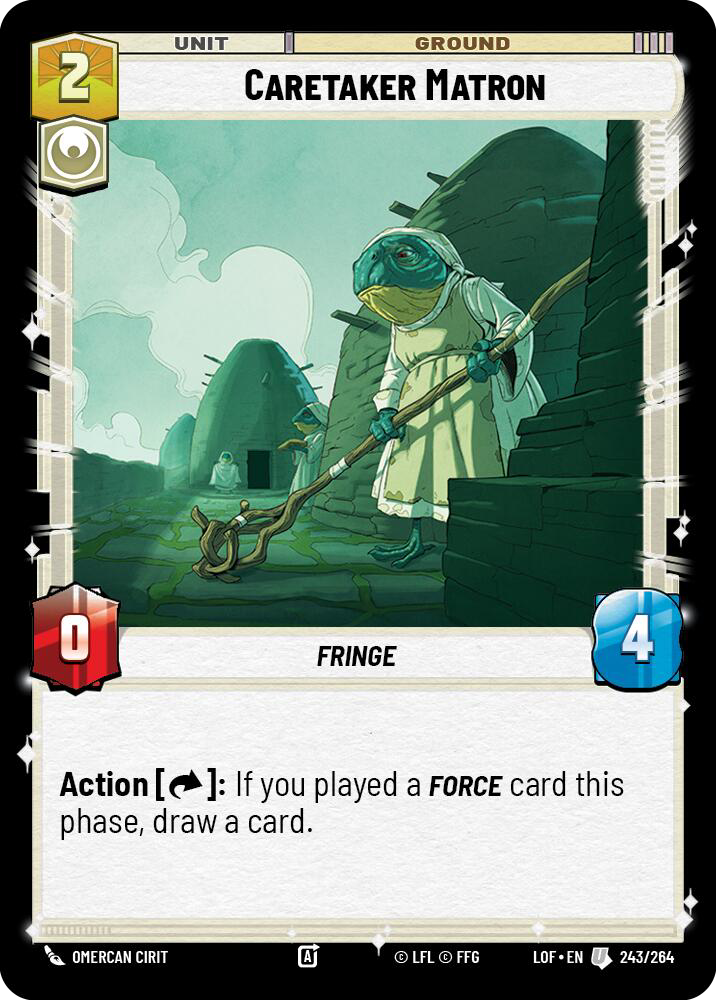 UNIT
GROUND
2
CARETAKER MATRON
0
FRINGE
4
Action [ ]: If you played a FORCE card this
phase, draw a card.
OMERCAN CIRIT
A
© LFL © FFG
LOF • EN
U
243/264